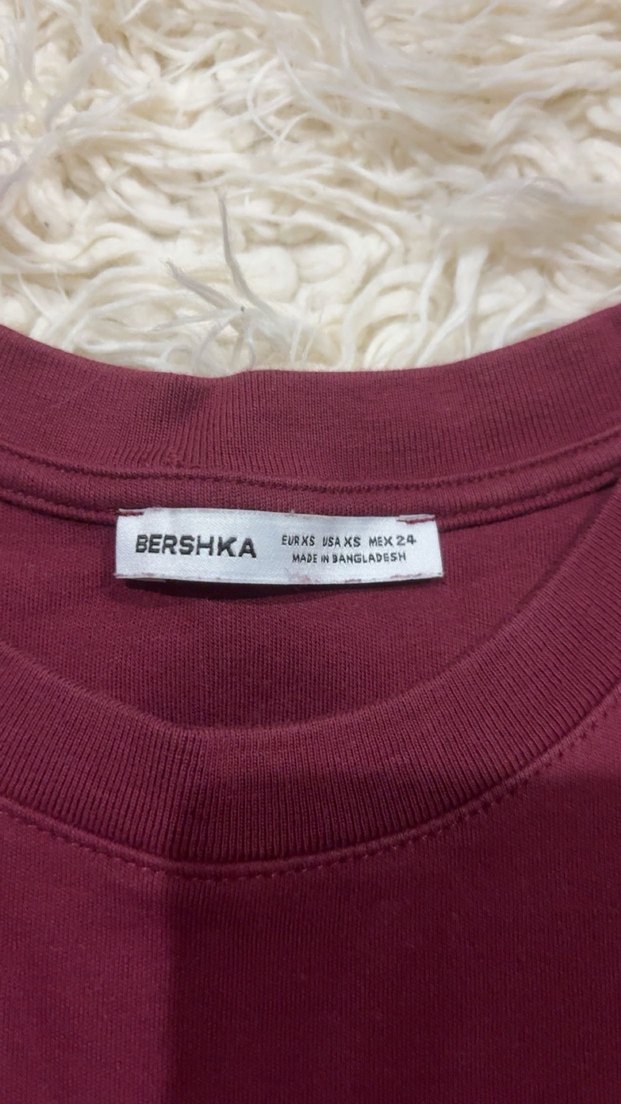 BERSHKA
EUR XS USA XS MEX 24
MADE IN BANGLADESH